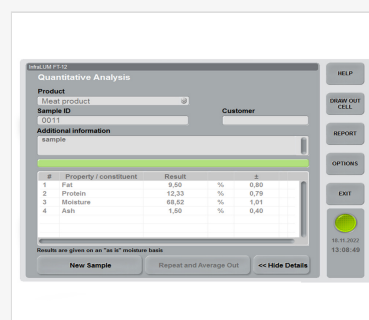 InfraLUM FT-12
Quantitative Analysis
Product
Meat product
Sample ID
Customer
0011
Additional information
sample
# Property / constituent Result ±
1 Fat 9,50 % 0,80
2 Protein 12,33 % 0,79
3 Moisture 68,52 % 1,01
4 Ash 1,50 % 0,40
Results are given on an "as is" moisture basis
New Sample
Repeat and Average Out
<< Hide Details
HELP
DRAW OUT
CELL
REPORT
OPTIONS
EXIT
10.11.2022
13:08:49